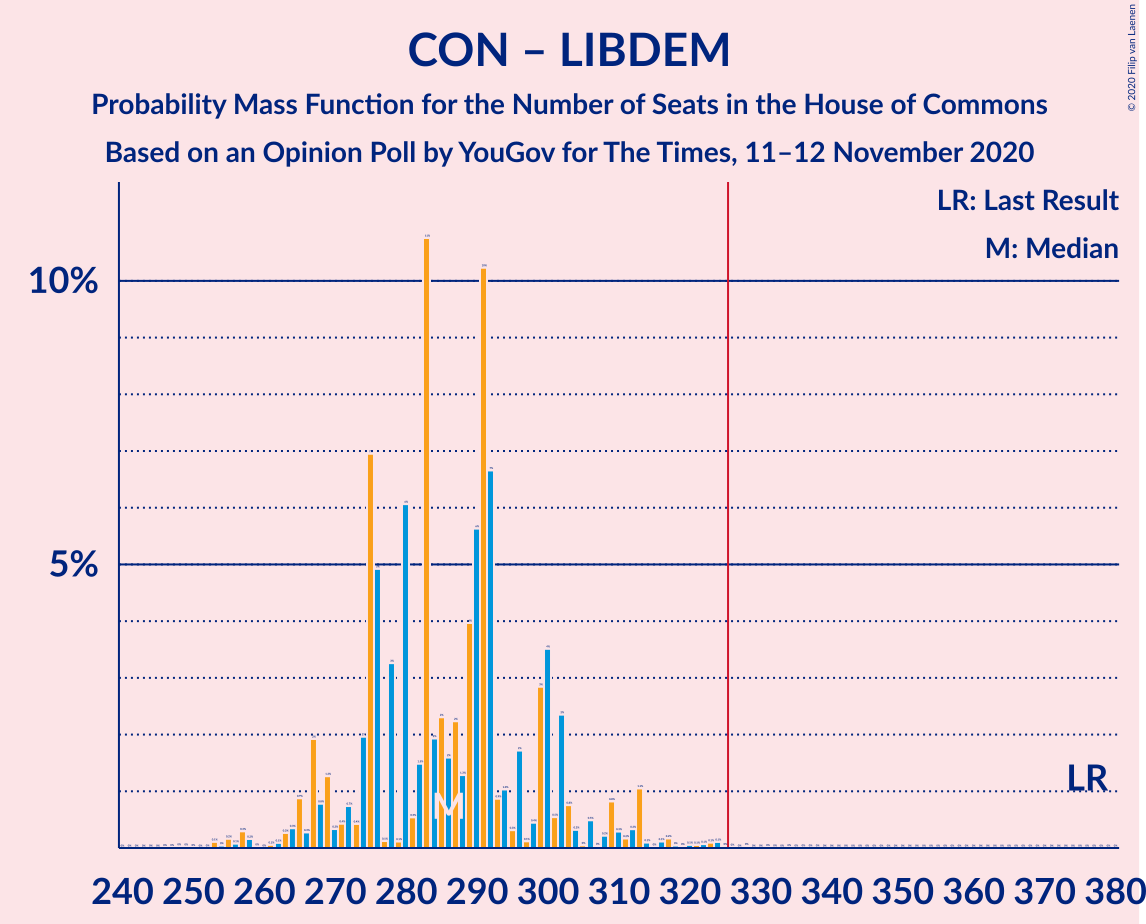 CON – LIBDEM
Probability Mass Function for the Number of Seats in the House of Commons
Based on an Opinion Poll by YouGov for The Times, 11–12 November 2020
© 2020 Filip van Laenen
LR: Last Result
M: Median
10%
5%
M
LR
240 250 260 270 280 290 300 310 320 330 340 350 360 370 380